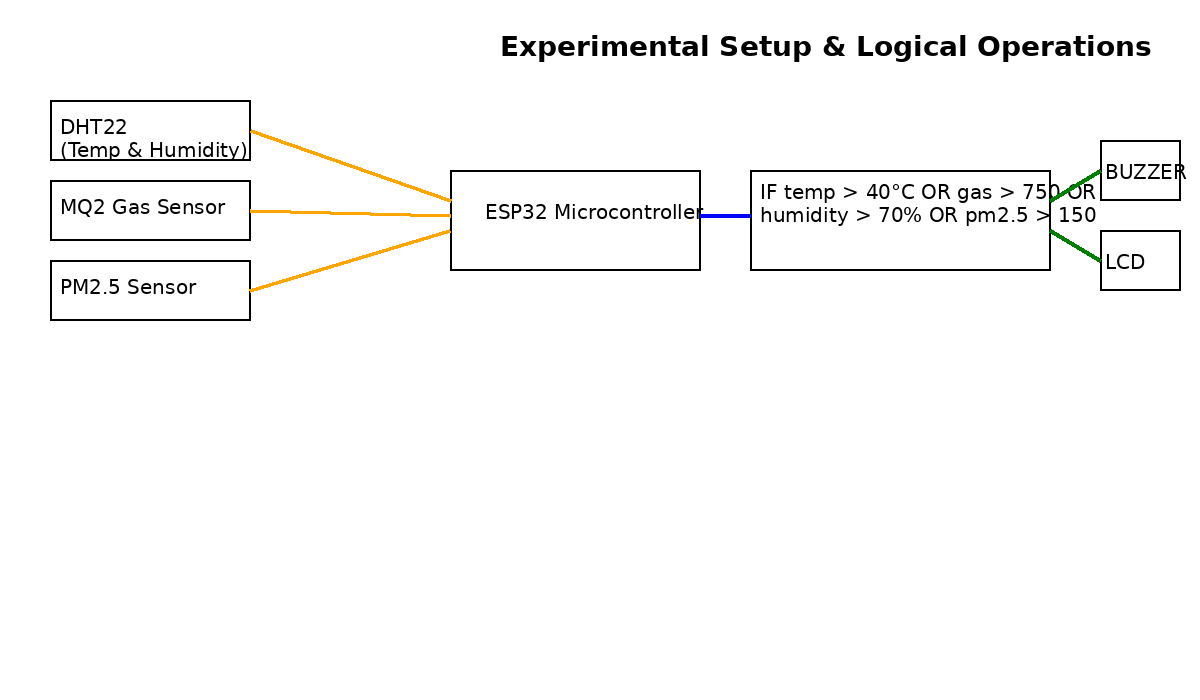 Experimental Setup & Logical Operations
DHT22
(Temp & Humidity)
MQ2 Gas Sensor
PM2.5 Sensor
ESP32 Microcontroller
IF temp > 40°C OR gas > 750 OR
humidity > 70% OR pm2.5 > 150
BUZZER
LCD